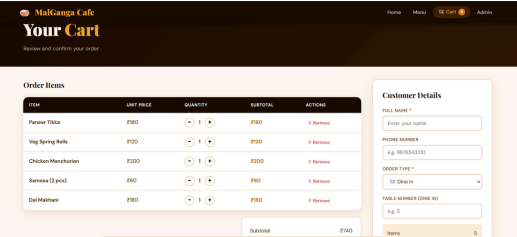 MalGanga Cafe
Home Menu Cart 5 Admin
Your Cart
Review and confirm your order
Order Items
ITEM UNIT PRICE QUANTITY SUBTOTAL ACTIONS
Paneer Tikka ₹180 - 1 + ₹180 Remove
Veg Spring Rolls ₹120 - 1 + ₹120 Remove
Chicken Manchurian ₹200 - 1 + ₹200 Remove
Samosa (2 pcs) ₹60 - 1 + ₹60 Remove
Dal Makhani ₹180 - 1 + ₹180 Remove
Subtotal ₹740
Customer Details
FULL NAME *
Enter your name
PHONE NUMBER
e.g. 9876543210
ORDER TYPE *
Dine In
TABLE NUMBER (DINE IN)
e.g. 5
Items 5